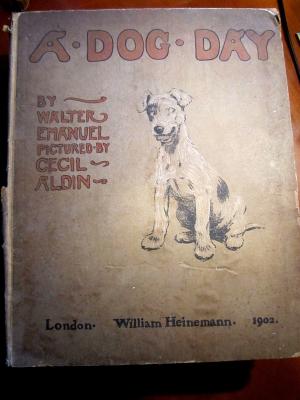 A·DOG·DAY
BY
WALTER
EMANUEL
PICTURED·BY
CECIL
ALDIN
London. William Heinemann. 1902.